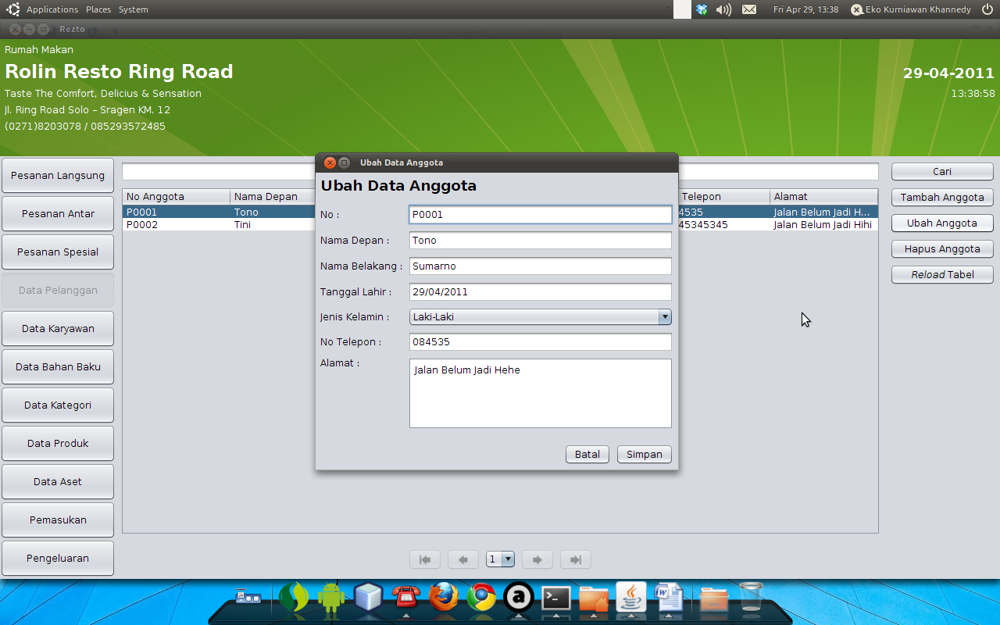 Applications Places System
Fri Apr 29, 13:38 Eko Kurniawan Khannedy
Rezto
Rumah Makan
Rolin Resto Ring Road
Taste The Comfort, Delicius & Sensation
Jl. Ring Road Solo – Sragen KM. 12
(0271)8203078 / 085293572485
29-04-2011
13:38:58
Pesanan Langsung
Pesanan Antar
Pesanan Spesial
Data Pelanggan
Data Karyawan
Data Bahan Baku
Data Kategori
Data Produk
Data Aset
Pemasukan
Pengeluaran
No Anggota Nama Depan Telepon Alamat
P0001 Tono 4535 Jalan Belum Jadi H...
P0002 Tini 45345345 Jalan Belum Jadi Hihi
Ubah Data Anggota
Ubah Data Anggota
No : P0001
Nama Depan : Tono
Nama Belakang : Sumarno
Tanggal Lahir : 29/04/2011
Jenis Kelamin : Laki-Laki
No Telepon : 084535
Alamat : Jalan Belum Jadi Hehe
Batal Simpan
Cari
Tambah Anggota
Ubah Anggota
Hapus Anggota
Reload Tabel
1